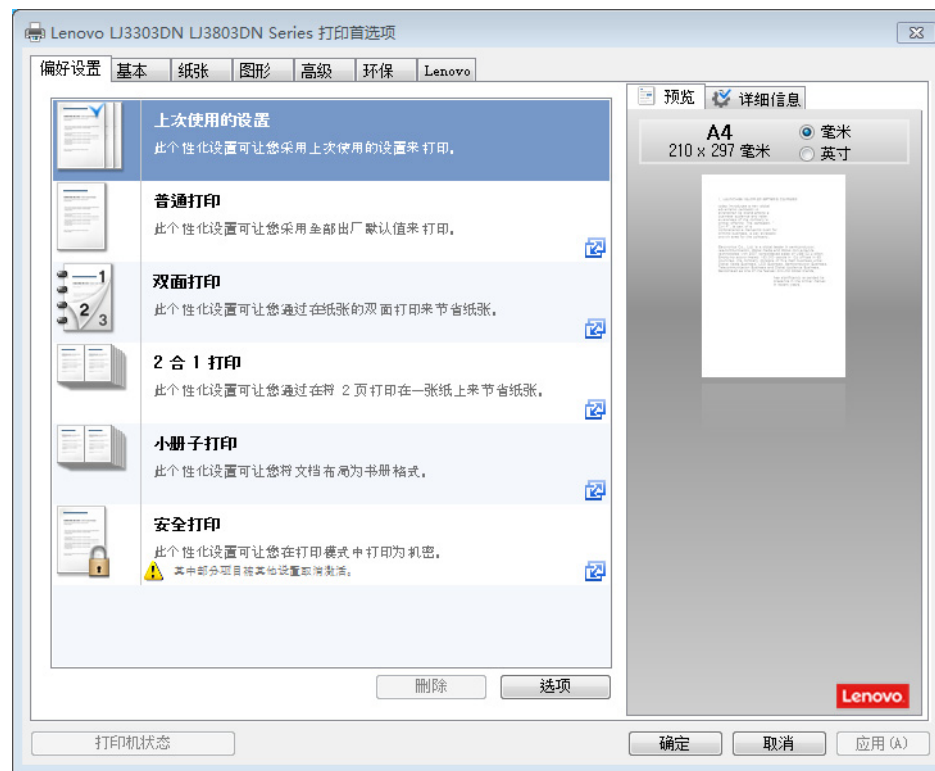 Lenovo LJ3303DN LJ3803DN Series 打印首选项
偏好设置 基本 纸张 图形 高级 环保 Lenovo
上次使用的设置
此个性化设置可让您采用上次使用的设置来打印。
普通打印
此个性化设置可让您采用全部出厂默认值来打印。
1
2
3
双面打印
此个性化设置可让您通过在纸张的双面打印来节省纸张。
2 合 1 打印
此个性化设置可让您通过在将 2 页打印在一张纸上来节省纸张。
小册子打印
此个性化设置可让您将文档布局为书册格式。
安全打印
此个性化设置可让您在打印模式中打印为机密。
其中部分项目被其他设置取消激活。
删除 选项
预览 详细信息
A4
210 x 297 毫米
毫米
英寸
Lenovo
打印机状态
确定 取消 应用(A)